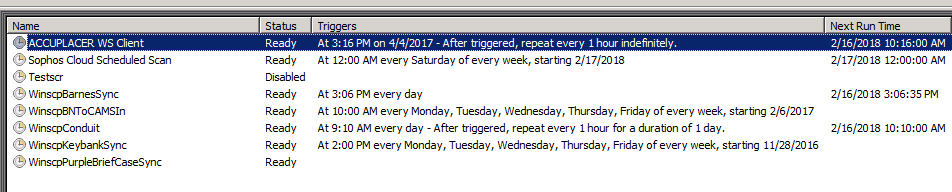 Name Status Triggers Next Run Time
ACCUPLACER WS Client Ready At 3:16 PM on 4/4/2017 - After triggered, repeat every 1 hour indefinitely. 2/16/2018 10:16:00 AM
Sophos Cloud Scheduled Scan Ready At 12:00 AM every Saturday of every week, starting 2/17/2018 2/17/2018 12:00:00 AM
Testscr Disabled
WinscpBarnesSync Ready At 3:06 PM every day 2/16/2018 3:06:35 PM
WinscpBNToCAMSIn Ready At 10:00 AM every Monday, Tuesday, Wednesday, Thursday, Friday of every week, starting 2/6/2017
WinscpConduit Ready At 9:10 AM every day - After triggered, repeat every 1 hour for a duration of 1 day. 2/16/2018 10:10:00 AM
WinscpKeybankSync Ready At 2:00 PM every Monday, Tuesday, Wednesday, Thursday, Friday of every week, starting 11/28/2016
WinscpPurpleBriefCaseSync Ready